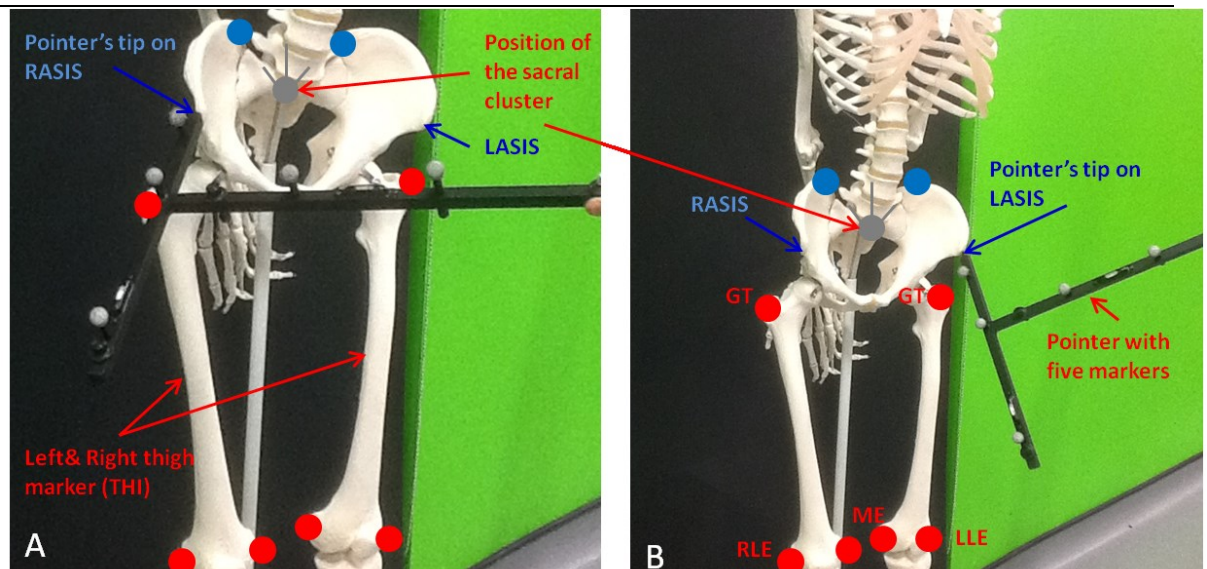 Pointer's tip on
RASIS
Position of
the sacral
cluster
LASIS
Left& Right thigh
marker (THI)
A
RASIS
Pointer's tip on
LASIS
GT
GT
Pointer with
five markers
ME
RLE
LLE
B